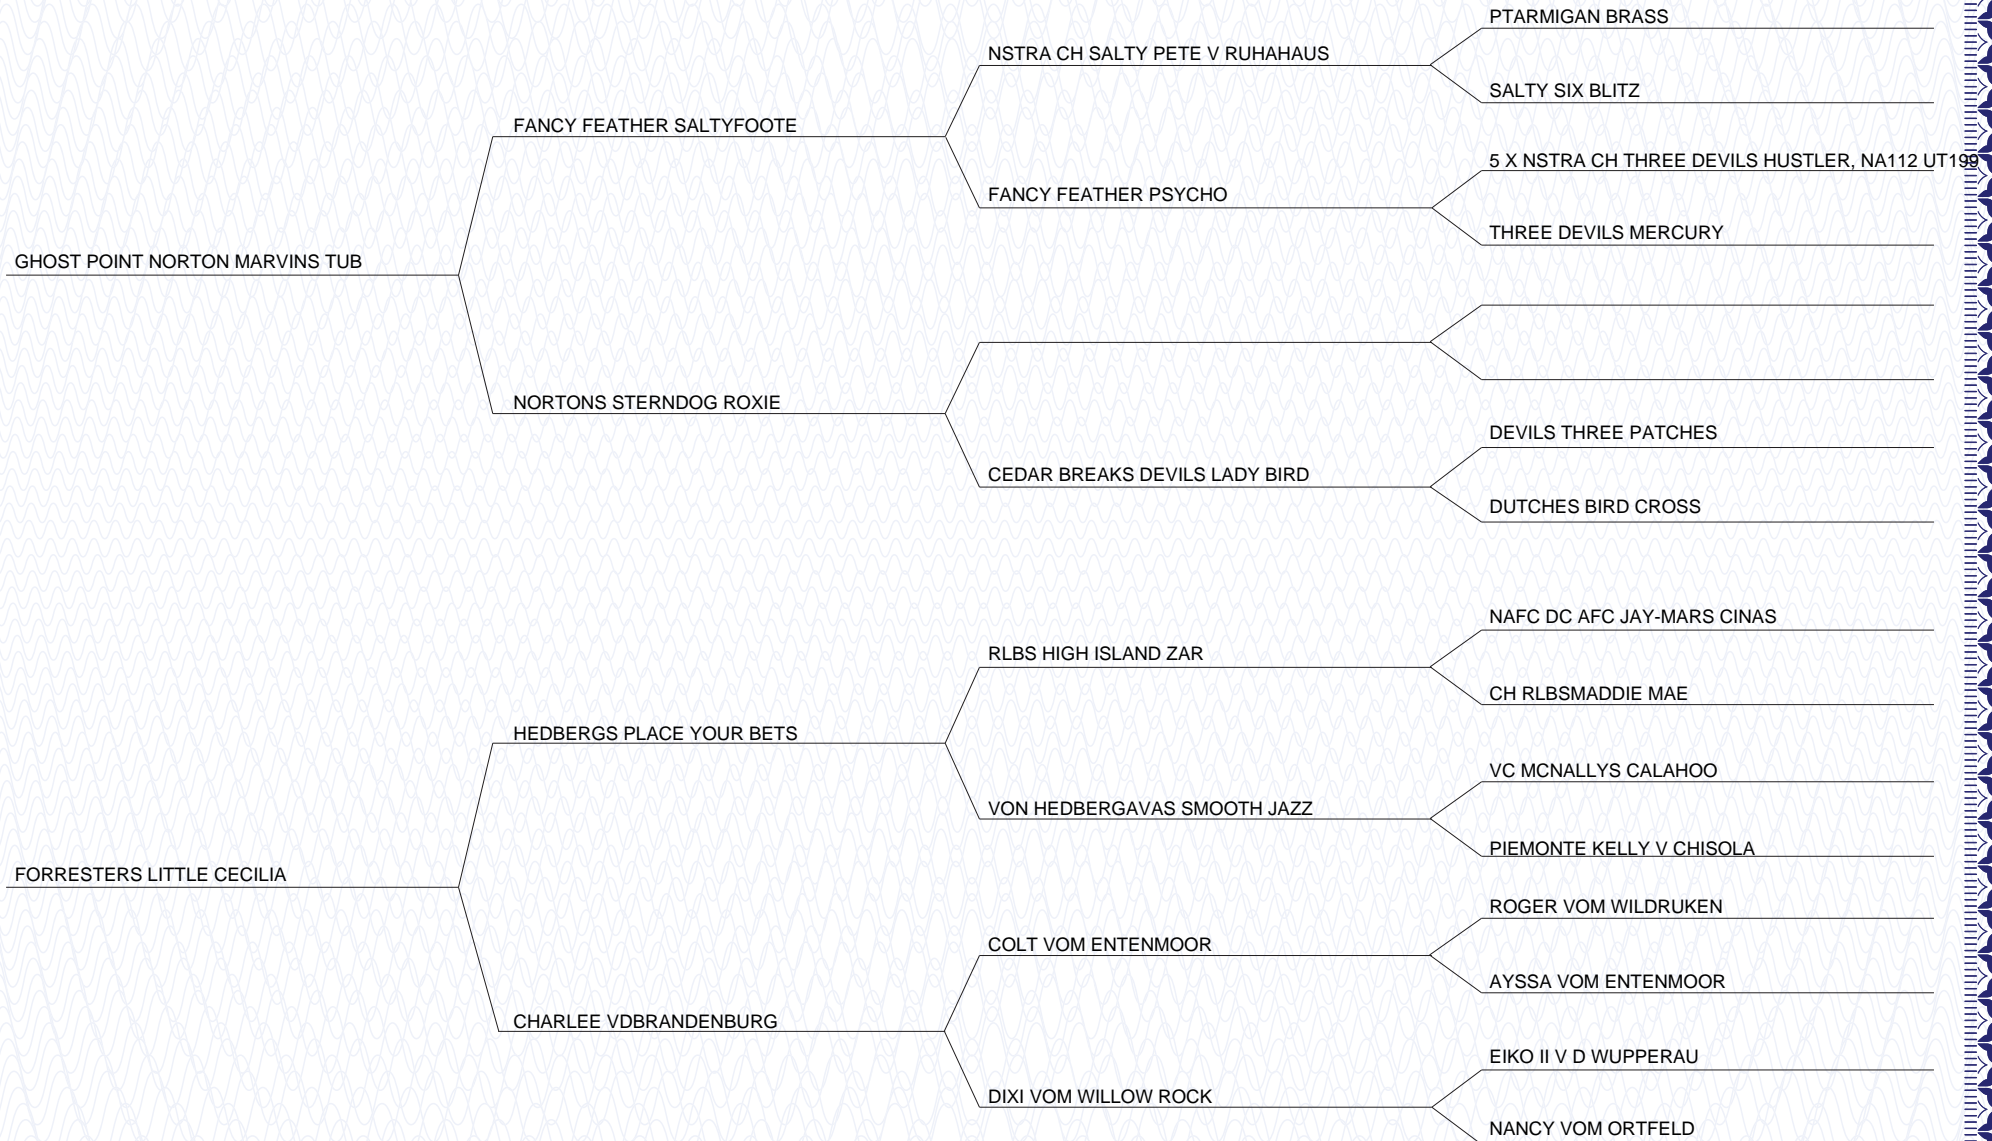 PTARMIGAN BRASS
NSTRA CH SALTY PETE V RUHAHAUS
SALTY SIX BLITZ
FANCY FEATHER SALTYFOOTE
5 X NSTRA CH THREE DEVILS HUSTLER, NA112 UT199
FANCY FEATHER PSYCHO
THREE DEVILS MERCURY
GHOST POINT NORTON MARVINS TUB
NORTONS STERNDOG ROXIE
DEVILS THREE PATCHES
CEDAR BREAKS DEVILS LADY BIRD
DUTCHES BIRD CROSS
NAFC DC AFC JAY-MARS CINAS
RLBS HIGH ISLAND ZAR
CH RLBSMADDIE MAE
HEDBERGS PLACE YOUR BETS
VC MCNALLYS CALAHOO
VON HEDBERGAVAS SMOOTH JAZZ
PIEMONTE KELLY V CHISOLA
FORRESTERS LITTLE CECILIA
ROGER VOM WILDRUKEN
COLT VOM ENTENMOOR
AYSSA VOM ENTENMOOR
CHARLEE VDBRANDENBURG
EIKO II V D WUPPERAU
DIXI VOM WILLOW ROCK
NANCY VOM ORTFELD